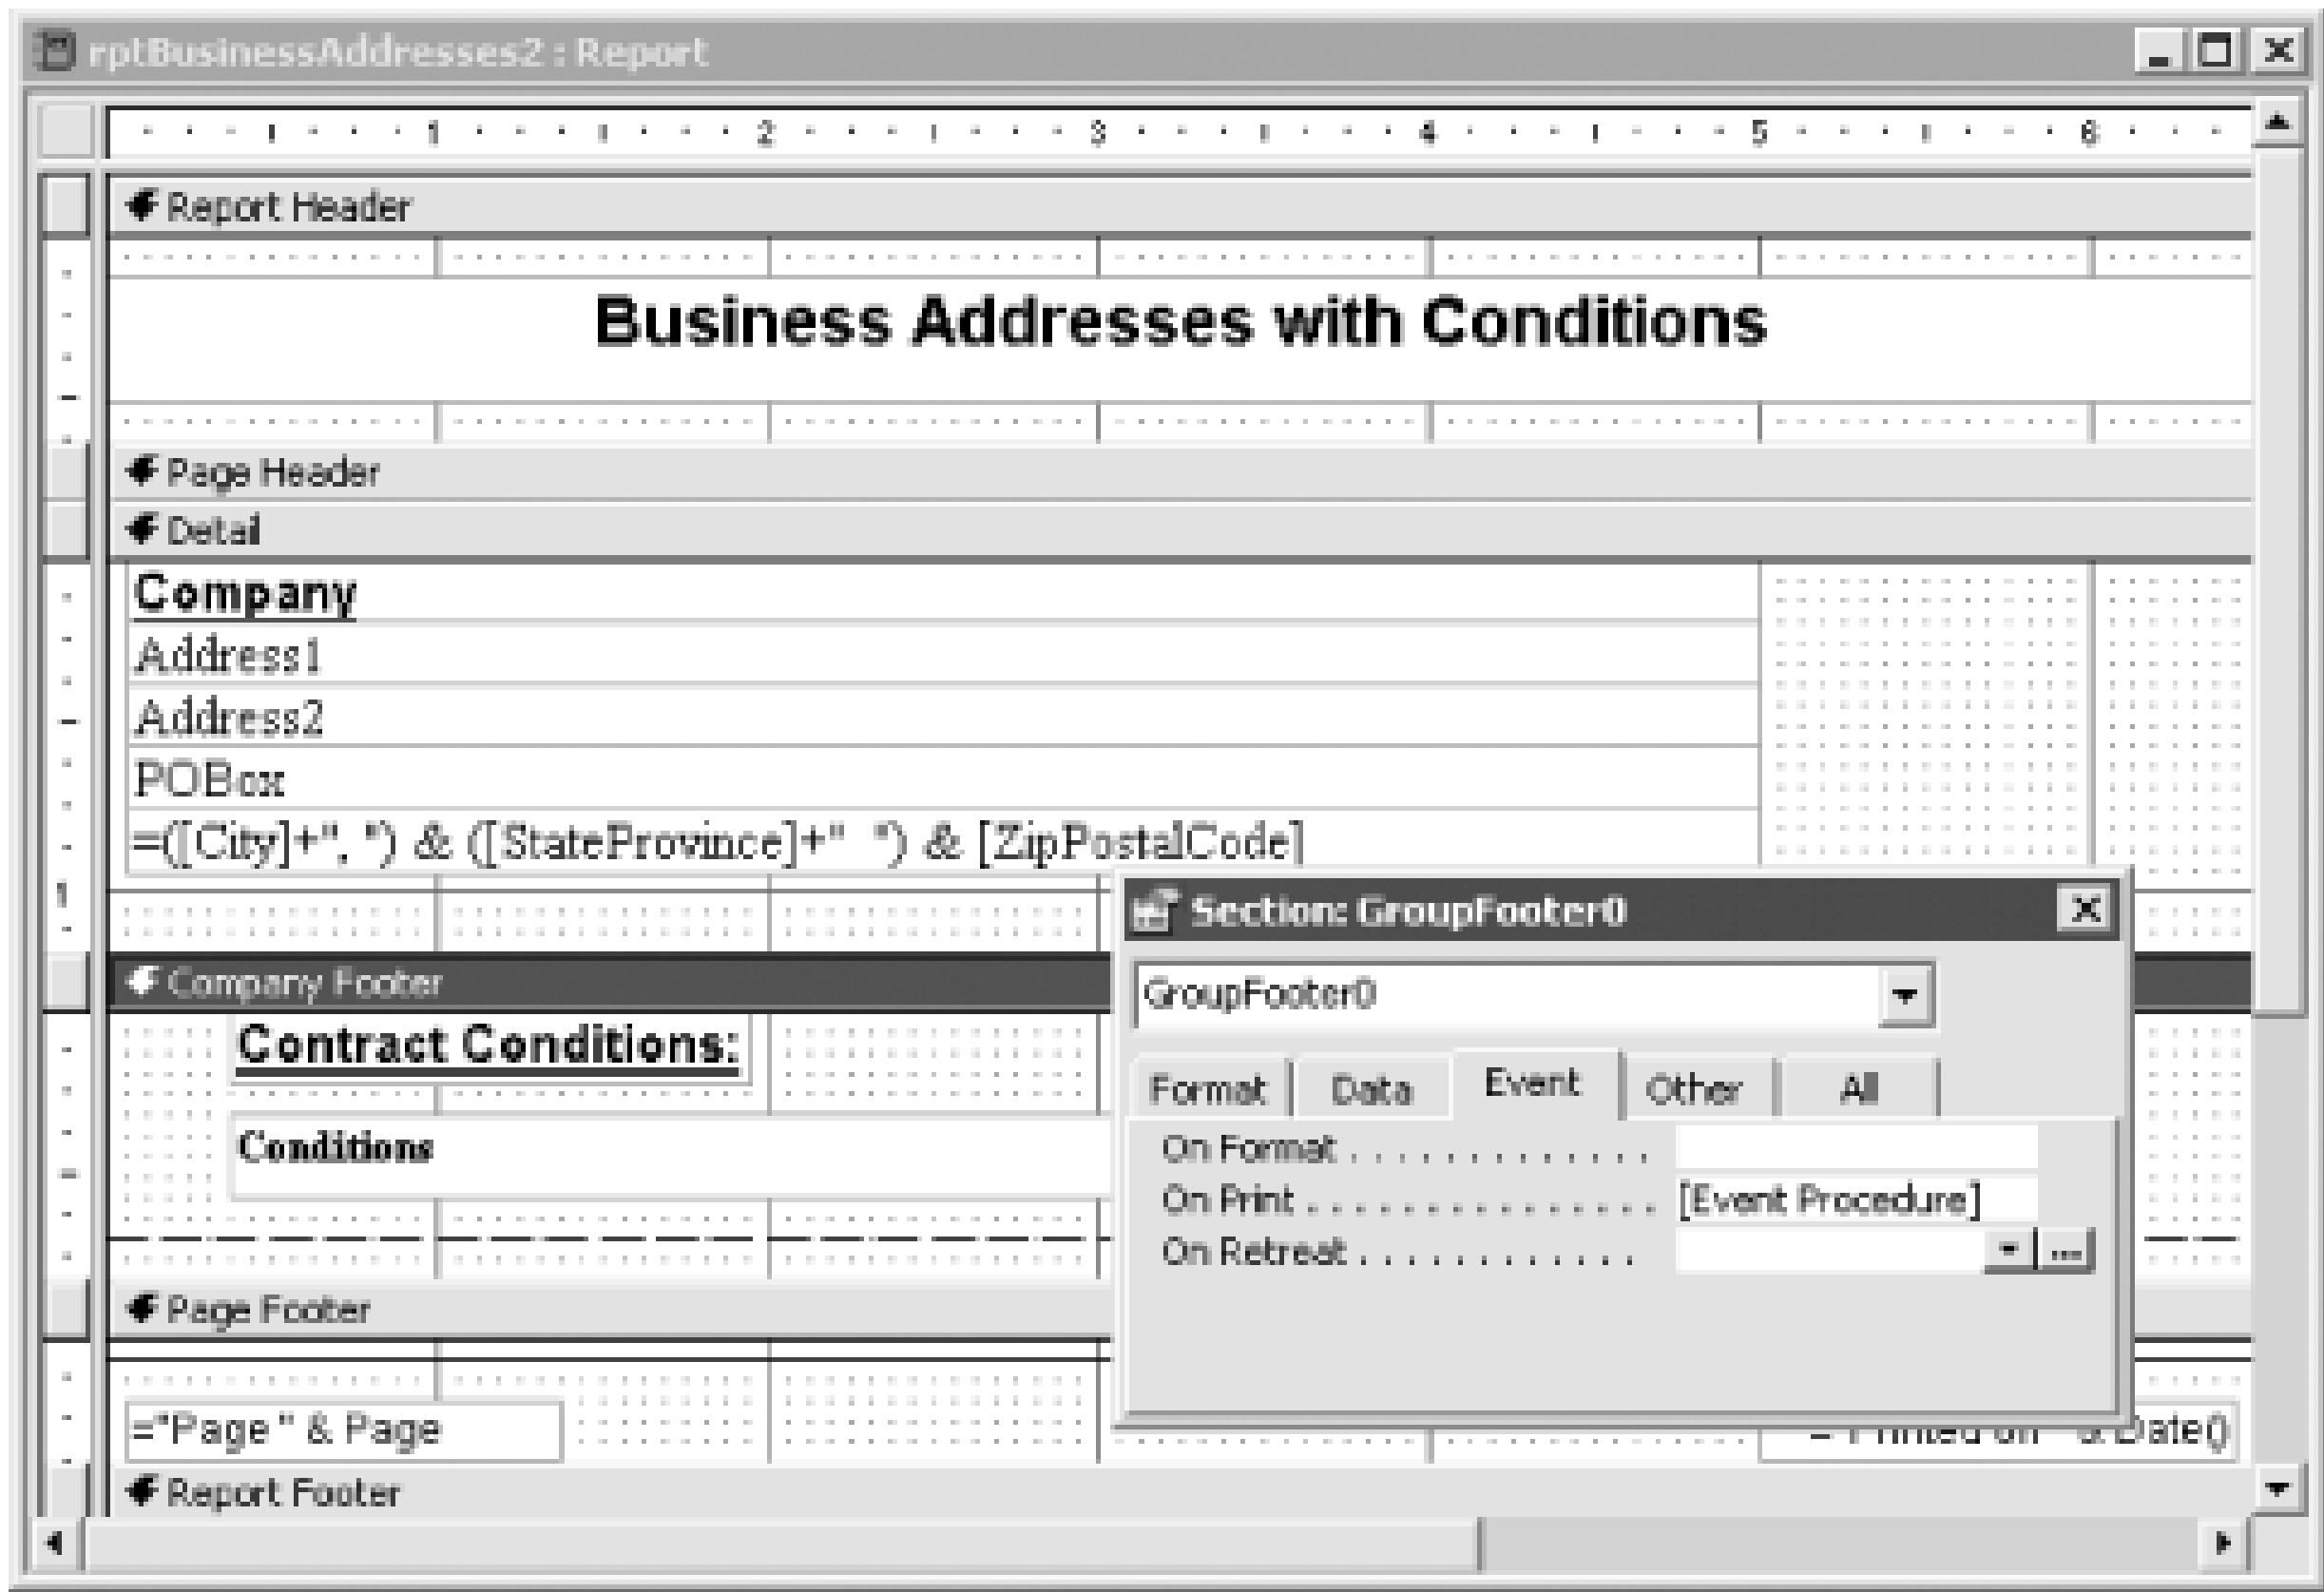 rptBusinessAddresses2 : Report
1 2 3 4 5 6
Report Header
Business Addresses with Conditions
Page Header
Detail
Company
Address1
Address2
POBox
=([City]+", ") & ([StateProvince]+"  ") & [ZipPostalCode]
1
Company Footer
Contract Conditions:
Conditions
Page Footer
="Page " & Page
& Date()
Report Footer
Section: GroupFooter0
GroupFooter0
Format Data Event Other All
On Format . . . . . . . . . . . . .
On Print . . . . . . . . . . . . . . . [Event Procedure]
On Retreat . . . . . . . . . . . . ...